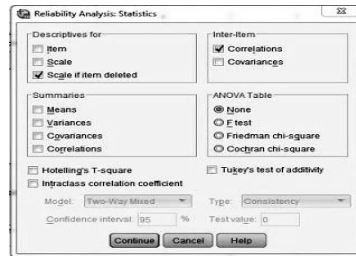 Reliability Analysis: Statistics
Descriptives for
Item
Scale
Scale if item deleted
Inter-Item
Correlations
Covariances
Summaries
Means
Variances
Covariances
Correlations
ANOVA Table
None
F test
Friedman chi-square
Cochran chi-square
Hotelling's T-square
Tukey's test of additivity
Intraclass correlation coefficient
Model: Two-Way Mixed Type: Consistency
Confidence interval: 95 % Test value: 0
Continue Cancel Help